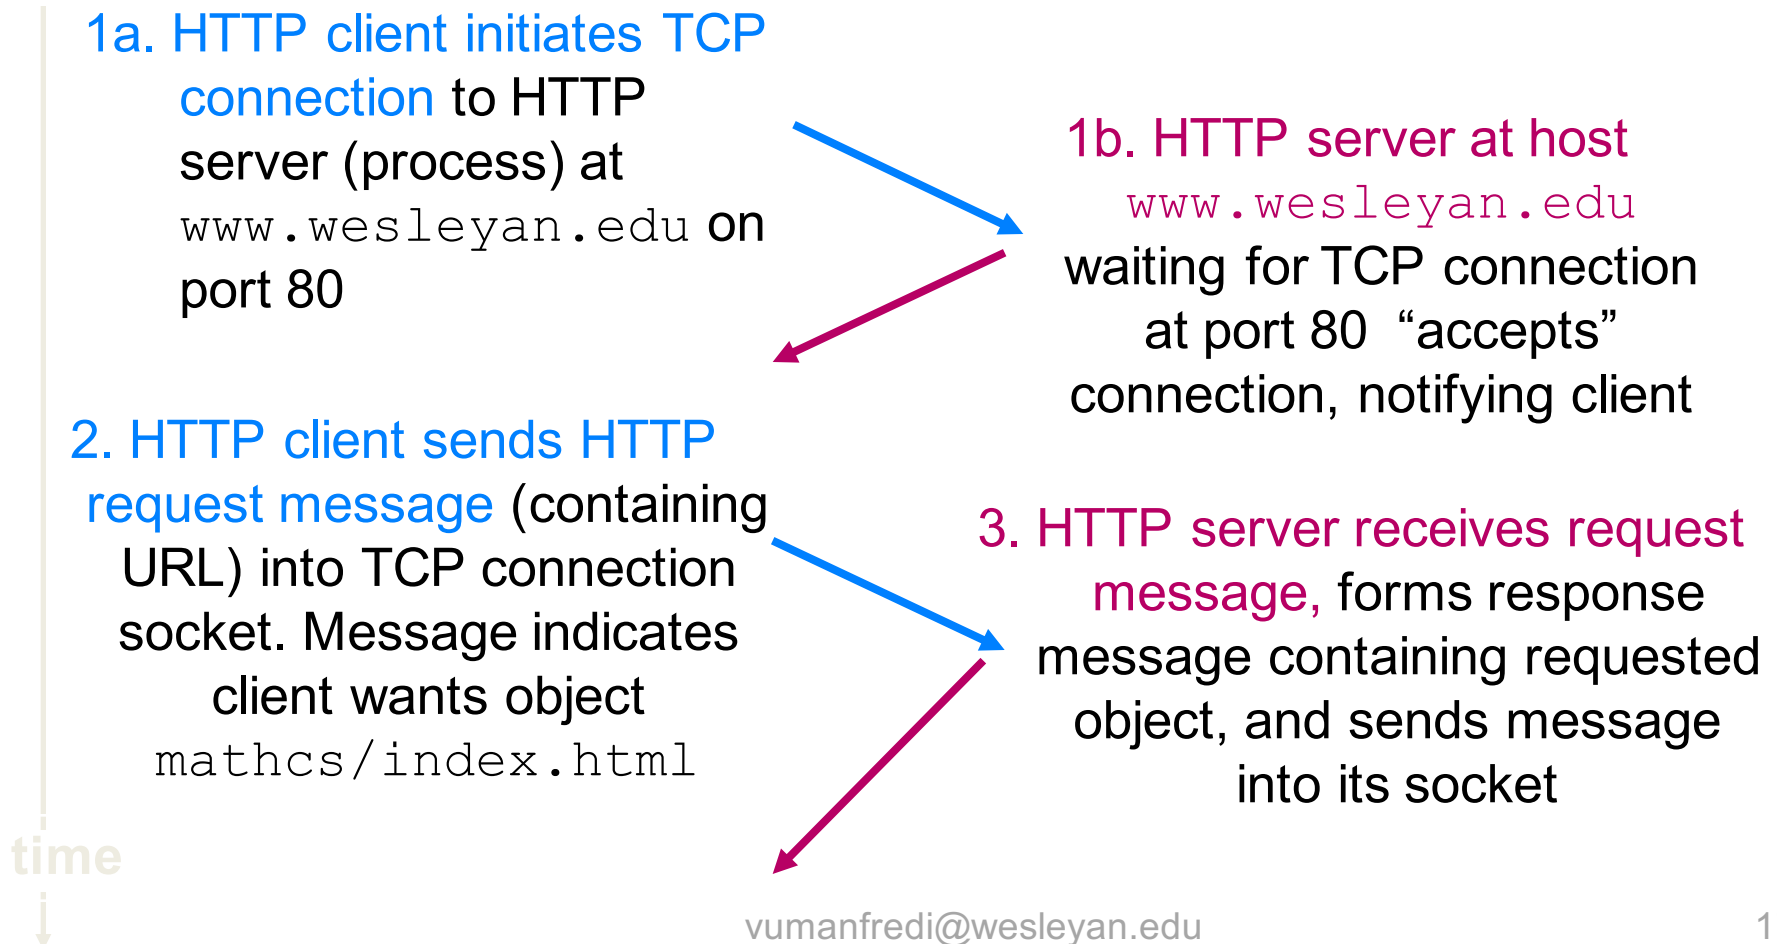 1a. HTTP client initiates TCP
connection to HTTP
server (process) at
www.wesleyan.edu on
port 80
1b. HTTP server at host
www.wesleyan.edu
waiting for TCP connection
at port 80 “accepts”
connection, notifying client
2. HTTP client sends HTTP
request message (containing
URL) into TCP connection
socket. Message indicates
client wants object
mathcs/index.html
3. HTTP server receives request
message, forms response
message containing requested
object, and sends message
into its socket
time
vumanfredi@wesleyan.edu
1